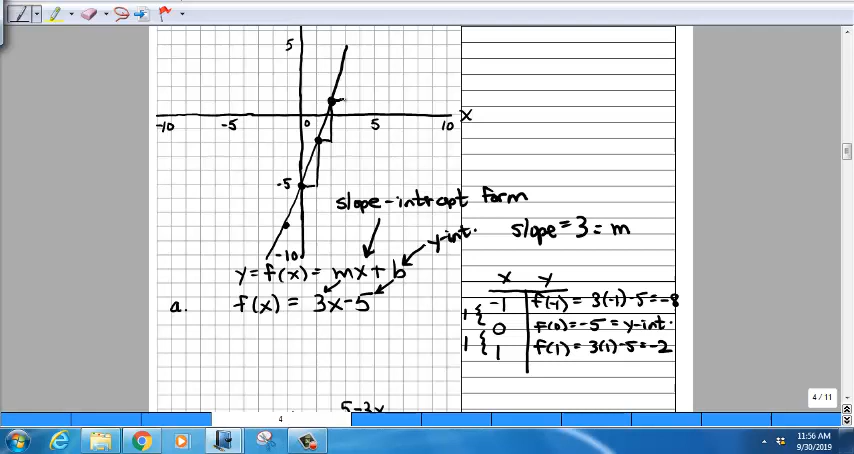 5
-10 -5 0 5 10 X
-5
slope-intrcpt form
slope = 3 = m
y-int.
-10
y = f(x) = mx + b
a. f(x) = 3x - 5
x y
-1 f(-1) = 3(-1) - 5 = -8
1 { 0 f(0) = -5 = y-int.
1 { 1 f(1) = 3(1) - 5 = -2
4 / 11
4
11:56 AM
9/30/2019